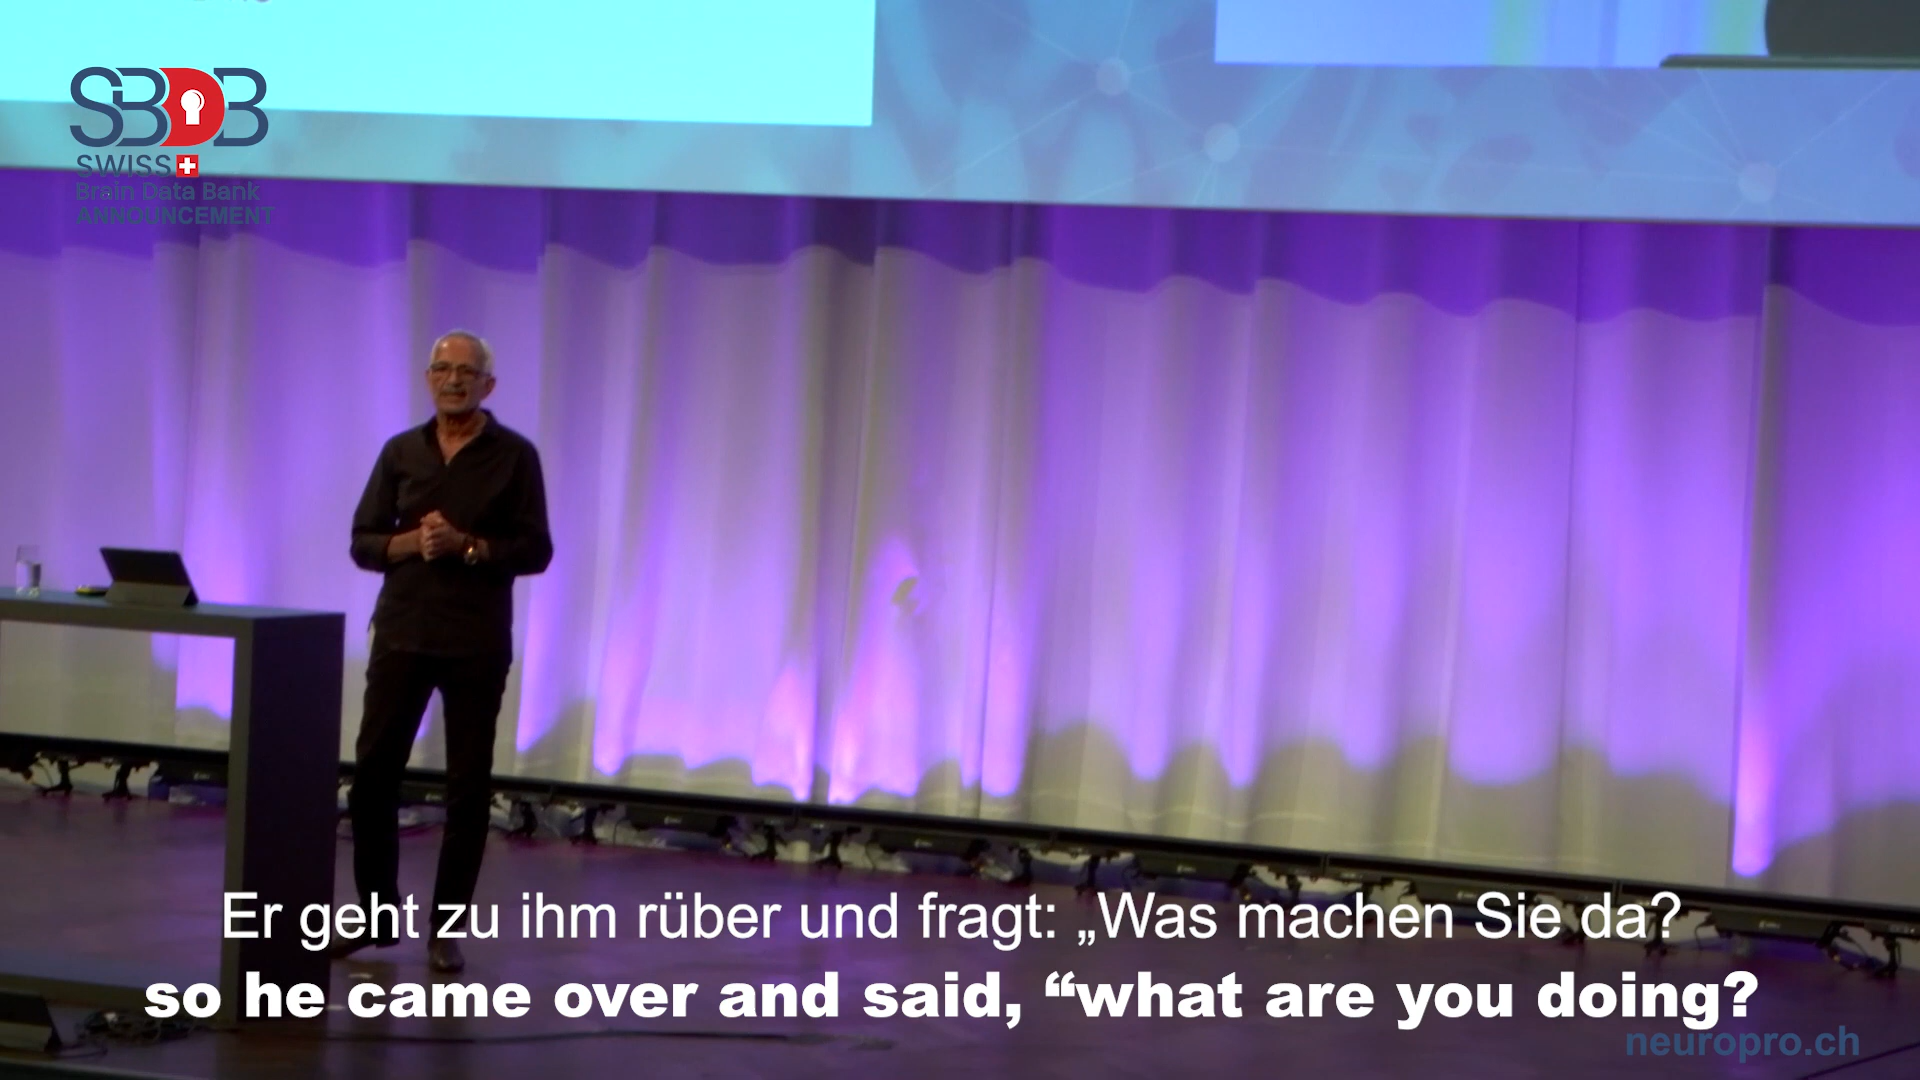 SBDB
SWISS
Brain Data Bank
ANNOUNCEMENT
Er geht zu ihm rüber und fragt: „Was machen Sie da?
so he came over and said, “what are you doing?
neuropro.ch